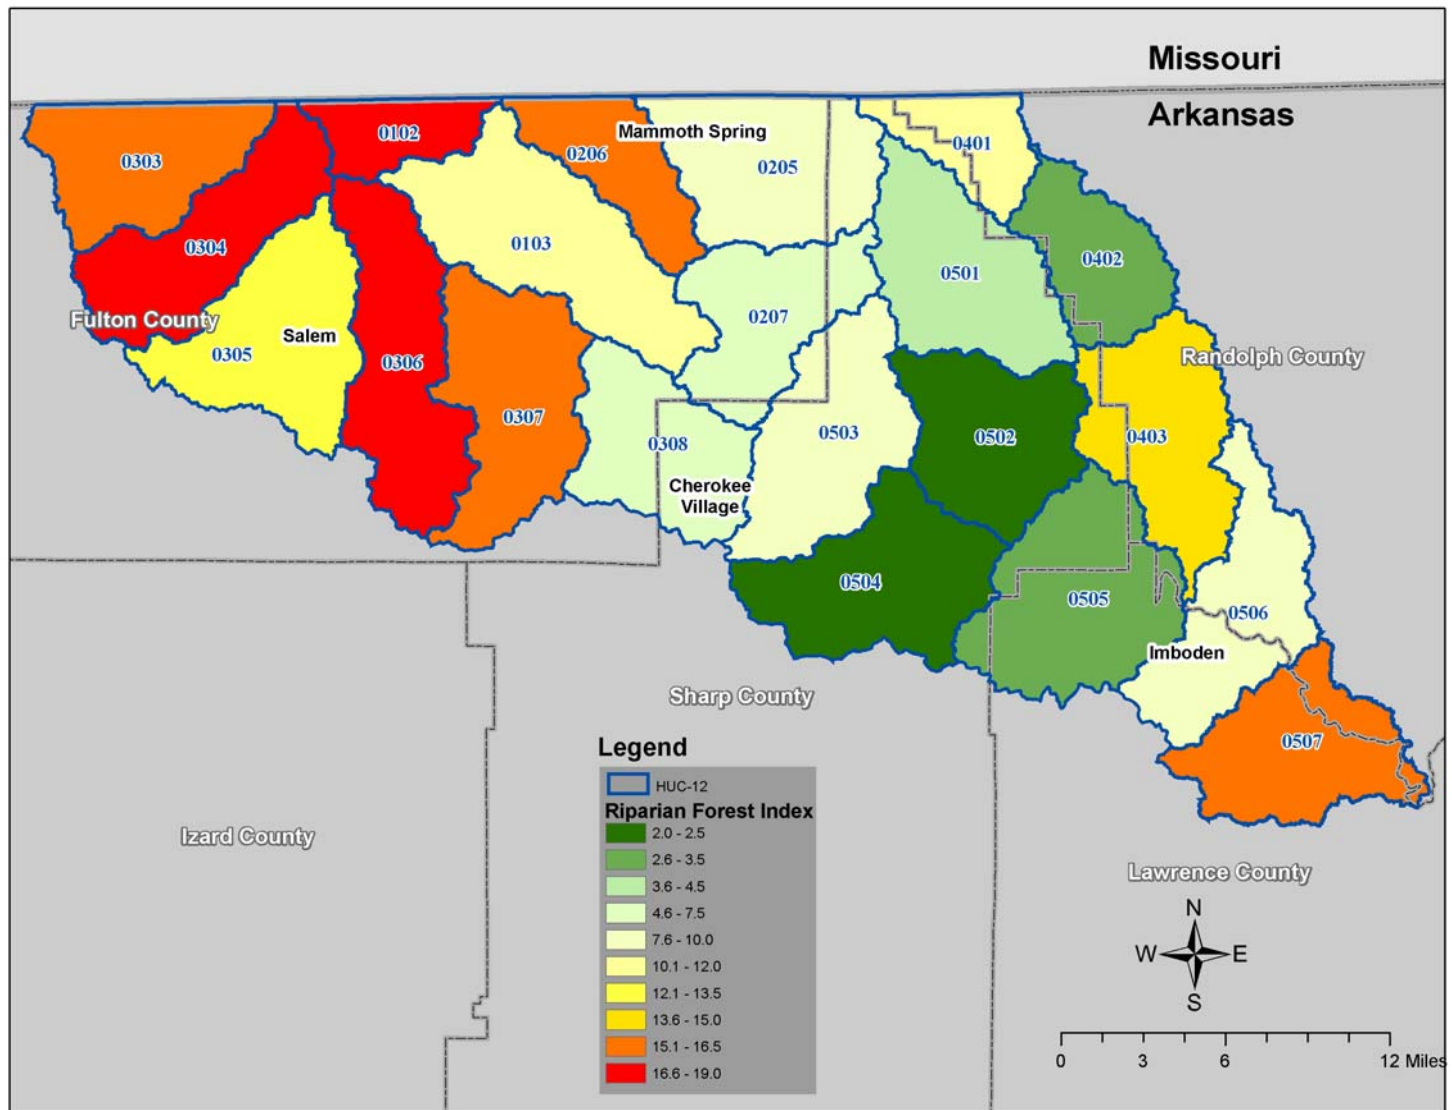 Missouri
Arkansas
Mammoth Spring
0102
0401
0303
0206
0205
0304
0103
0402
0501
Fulton County
0207
Salem
0305
0306
Randolph County
0307
0308
0503
0502
0403
Cherokee
Village
0504
0505
0506
Imboden
Sharp County
0507
Legend
HUC-12
Riparian Forest Index
2.0 - 2.5
2.6 - 3.5
3.6 - 4.5
4.6 - 7.5
7.6 - 10.0
10.1 - 12.0
12.1 - 13.5
13.6 - 15.0
15.1 - 16.5
16.6 - 19.0
Izard County
Lawrence County
N
W E
S
0 3 6 12 Miles